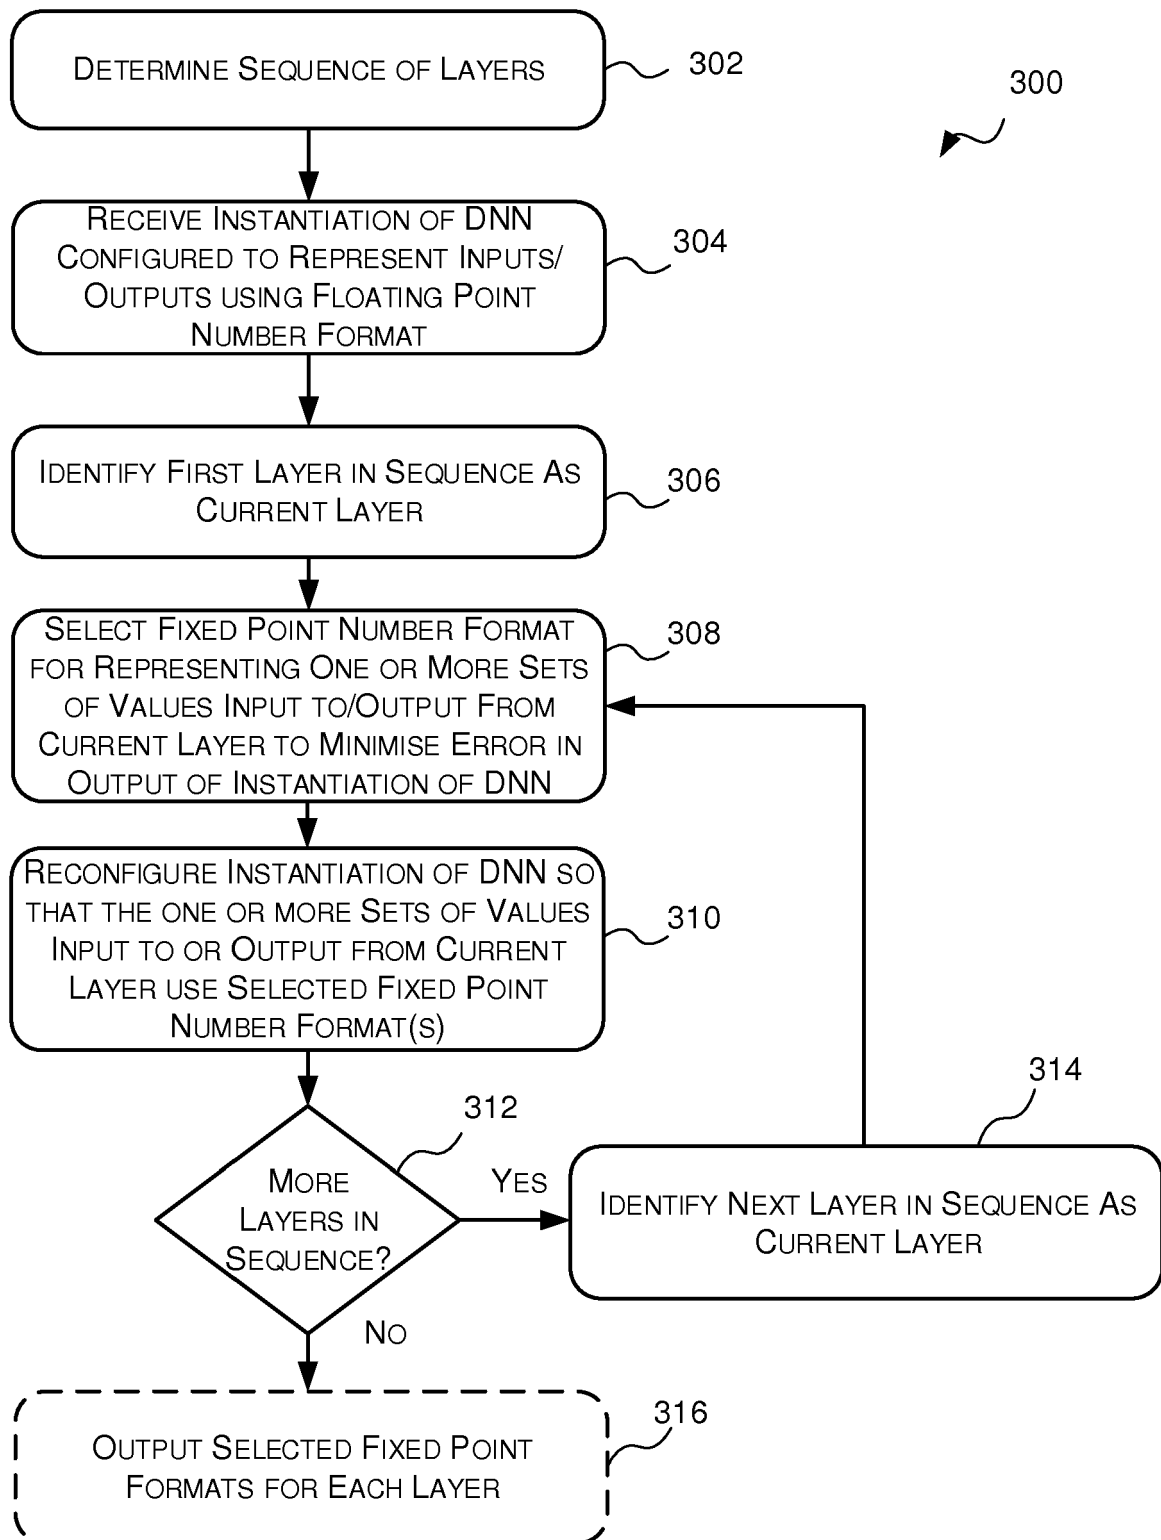 DETERMINE SEQUENCE OF LAYERS
302
300
RECEIVE INSTANTIATION OF DNN
CONFIGURED TO REPRESENT INPUTS/
OUTPUTS USING FLOATING POINT
NUMBER FORMAT
304
IDENTIFY FIRST LAYER IN SEQUENCE AS
CURRENT LAYER
306
SELECT FIXED POINT NUMBER FORMAT
FOR REPRESENTING ONE OR MORE SETS
OF VALUES INPUT TO/OUTPUT FROM
CURRENT LAYER TO MINIMISE ERROR IN
OUTPUT OF INSTANTIATION OF DNN
308
RECONFIGURE INSTANTIATION OF DNN SO
THAT THE ONE OR MORE SETS OF VALUES
INPUT TO OR OUTPUT FROM CURRENT
LAYER USE SELECTED FIXED POINT
NUMBER FORMAT(S)
310
MORE
LAYERS IN
SEQUENCE?
312
YES
NO
IDENTIFY NEXT LAYER IN SEQUENCE AS
CURRENT LAYER
314
OUTPUT SELECTED FIXED POINT
FORMATS FOR EACH LAYER
316